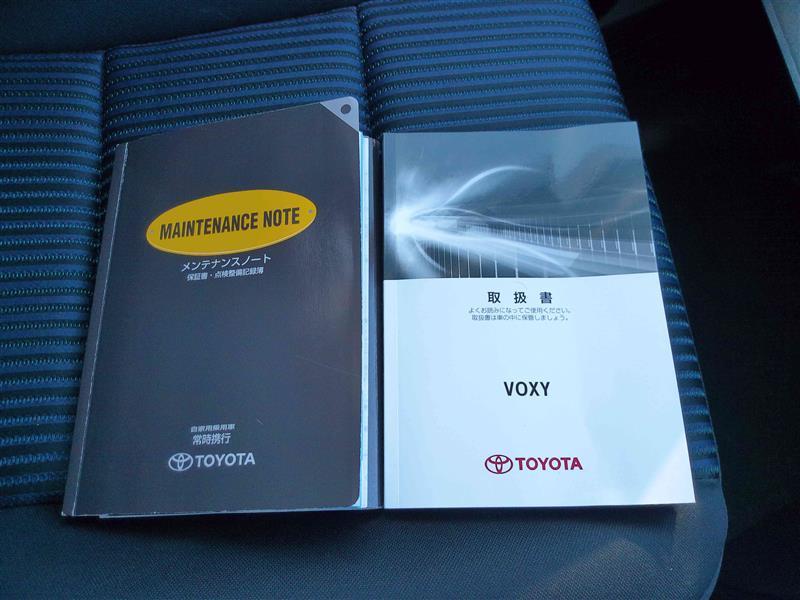 MAINTENANCE NOTE
メンテナンスノート
保証書・点検整備記録簿
自家用乗用車
常時携行
TOYOTA
取扱書
よくお読みになってご使用ください。
取扱書は車の中に保管しましょう。
VOXY
TOYOTA